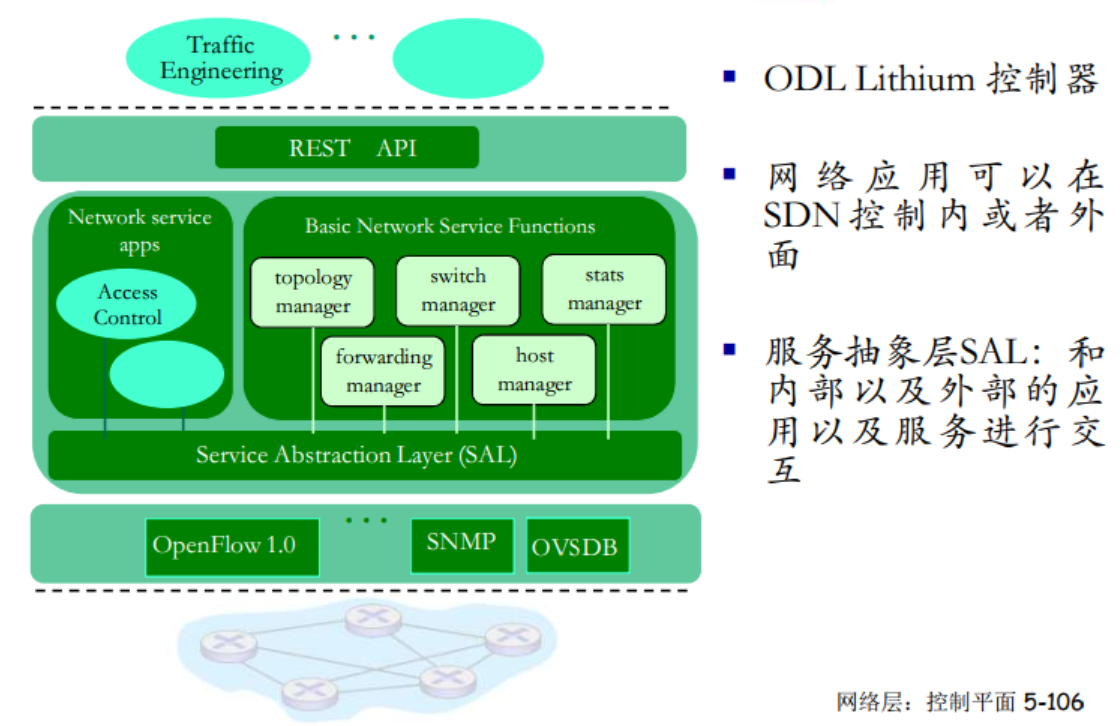 Traffic
Engineering
REST API
Network service
apps
Access
Control
Basic Network Service Functions
topology
manager
switch
manager
stats
manager
forwarding
manager
host
manager
Service Abstraction Layer (SAL)
OpenFlow 1.0
SNMP
OVSDB
ODL Lithium 控制器
网络应用可以在
SDN控制内或者外
面
服务抽象层SAL：和
内部以及外部的应
用以及服务进行交
互
网络层：控制平面 5-106